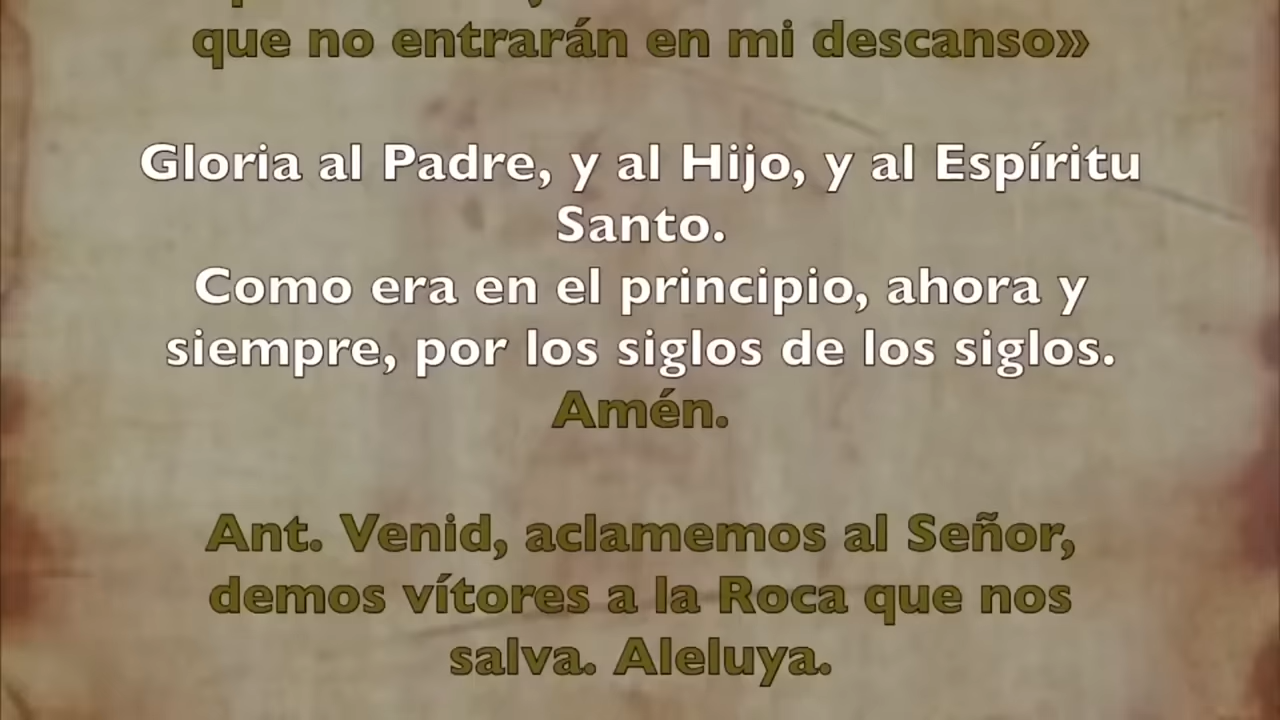 que no entrarán en mi descanso»
Gloria al Padre, y al Hijo, y al Espíritu
Santo.
Como era en el principio, ahora y
siempre, por los siglos de los siglos.
Amén.
Ant. Venid, aclamemos al Señor,
demos vítores a la Roca que nos
salva. Aleluya.